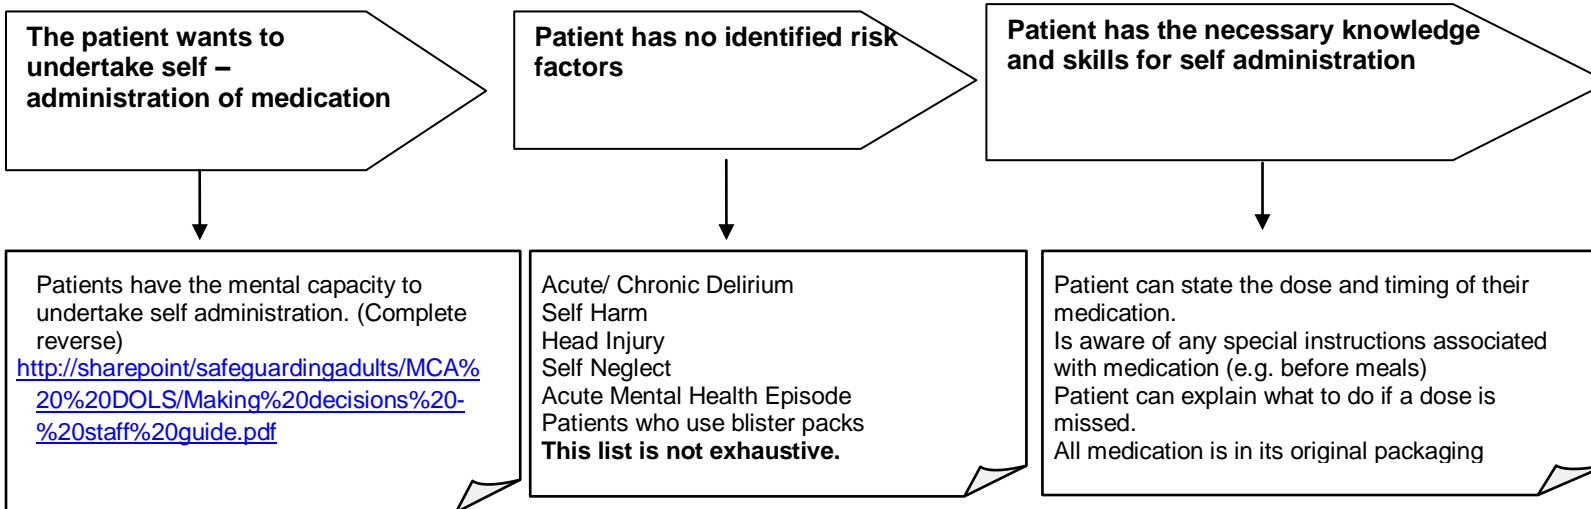 The patient wants to
undertake self –
administration of medication
Patient has no identified risk
factors
Patient has the necessary knowledge
and skills for self administration
Patients have the mental capacity to
undertake self administration. (Complete
reverse)
http://sharepoint/safeguardingadults/MCA%
20%20DOLS/Making%20decisions%20-
%20staff%20guide.pdf
Acute/ Chronic Delirium
Self Harm
Head Injury
Self Neglect
Acute Mental Health Episode
Patients who use blister packs
This list is not exhaustive.
Patient can state the dose and timing of their
medication.
Is aware of any special instructions associated
with medication (e.g. before meals)
Patient can explain what to do if a dose is
missed.
All medication is in its original packaging